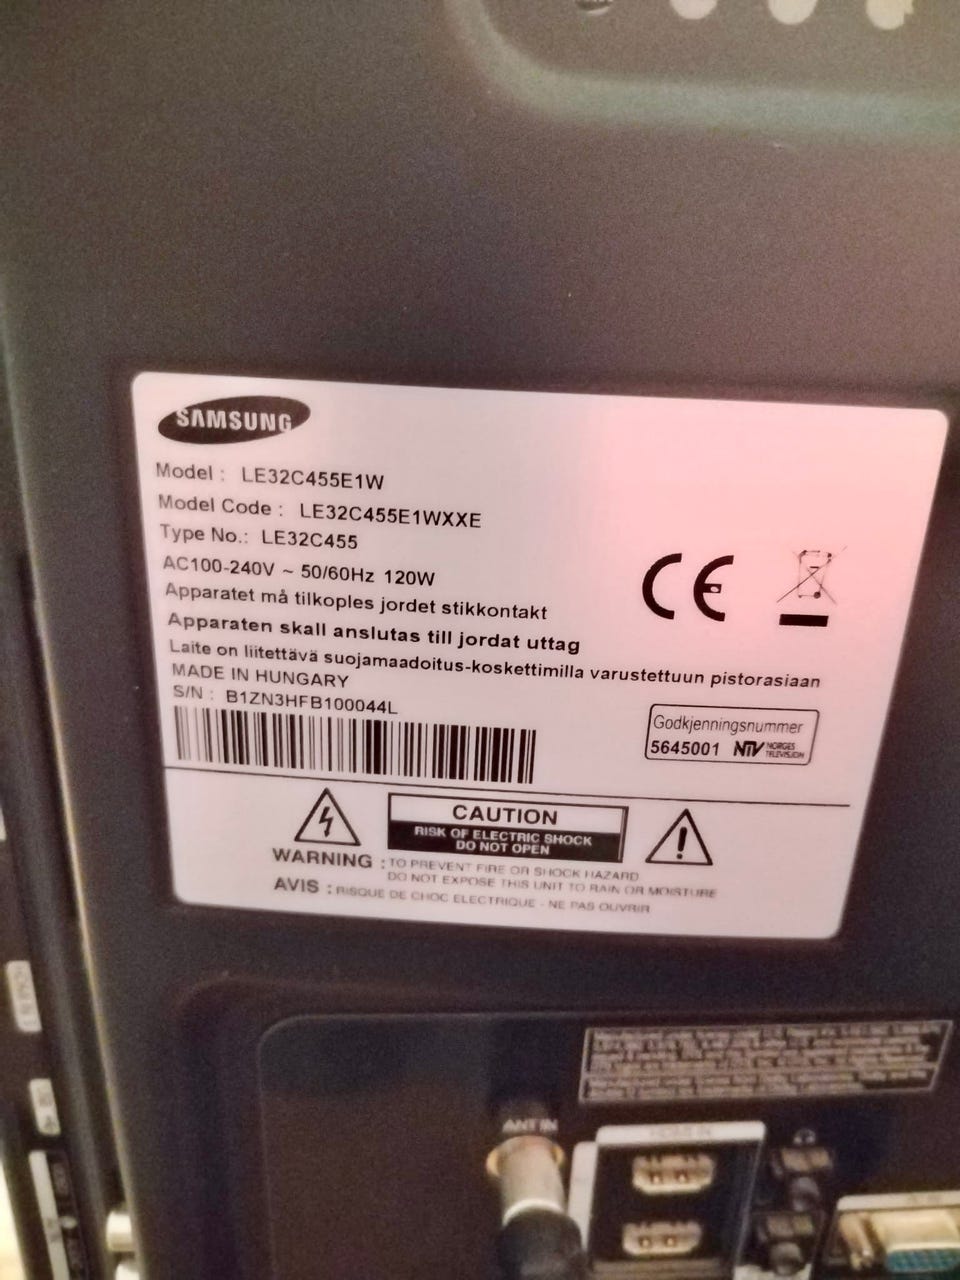 SAMSUNG
Model : LE32C455E1W
Model Code : LE32C455E1WXXE
Type No.: LE32C455
AC100-240V ~ 50/60Hz 120W
Apparatet må tilkoples jordet stikkontakt
Apparaten skall anslutas till jordat uttag
Laite on liitettävä suojamaadoitus-koskettimilla varustettuun pistorasiaan
MADE IN HUNGARY
S/N : B1ZN3HFB100044L
CE
Godkjenningsnummer
5645001 NTV NORGES TELEVISJON
CAUTION
RISK OF ELECTRIC SHOCK
DO NOT OPEN
WARNING : TO PREVENT FIRE OR SHOCK HAZARD
DO NOT EXPOSE THIS UNIT TO RAIN OR MOISTURE
AVIS : RISQUE DE CHOC ELECTRIQUE - NE PAS OUVRIR
ANT IN
HDMI IN